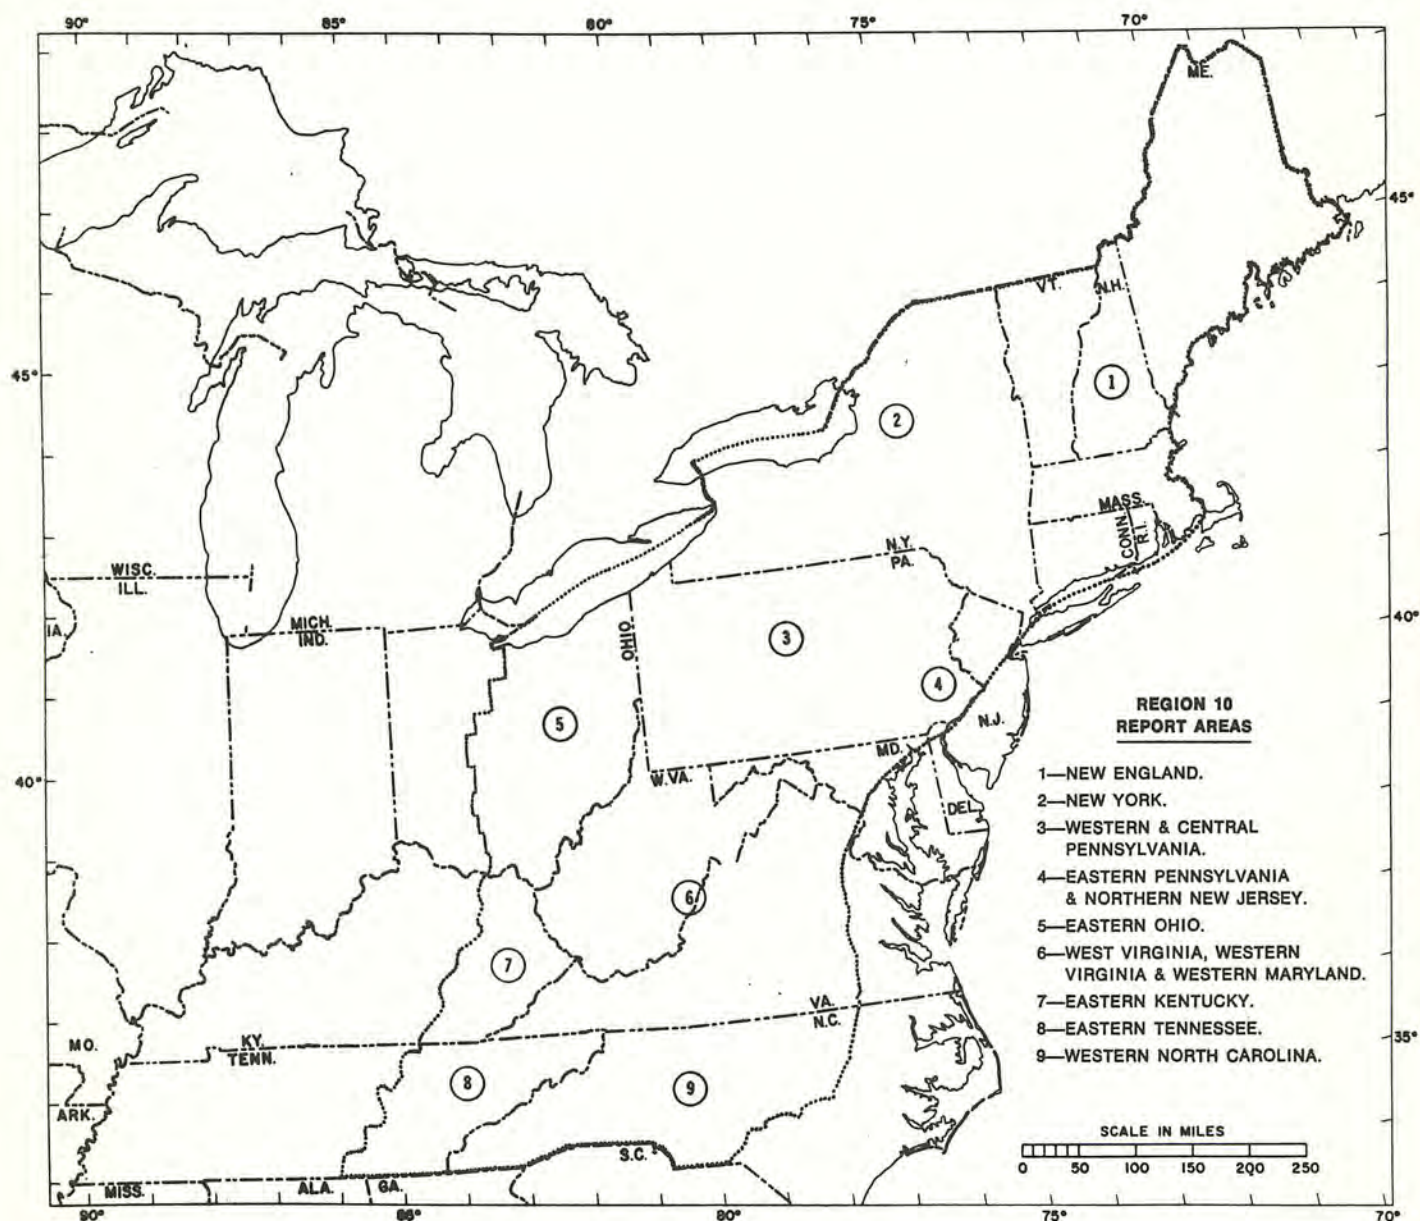 90° 80° 75° 70°
ME.
45°
VT. N.H.
1
45°
2
MASS.
CONN.
R.I.
N.Y.
PA.
WISC.
ILL.
IA.
MICH.
IND.
OHIO
40°
3
4
5
N.J.
REGION 10
REPORT AREAS
MD.
W.VA.
40°
DEL.
1—NEW ENGLAND.
2—NEW YORK.
3—WESTERN & CENTRAL
PENNSYLVANIA.
4—EASTERN PENNSYLVANIA
& NORTHERN NEW JERSEY.
5—EASTERN OHIO.
6—WEST VIRGINIA, WESTERN
VIRGINIA & WESTERN MARYLAND.
7—EASTERN KENTUCKY.
8—EASTERN TENNESSEE.
9—WESTERN NORTH CAROLINA.
6
7
VA.
N.C.
MO.
KY.
TENN.
35°
8
9
ARK.
SCALE IN MILES
0 50 100 150 200 250
S.C.
MISS. ALA. GA.
90° 85° 80° 75° 70°